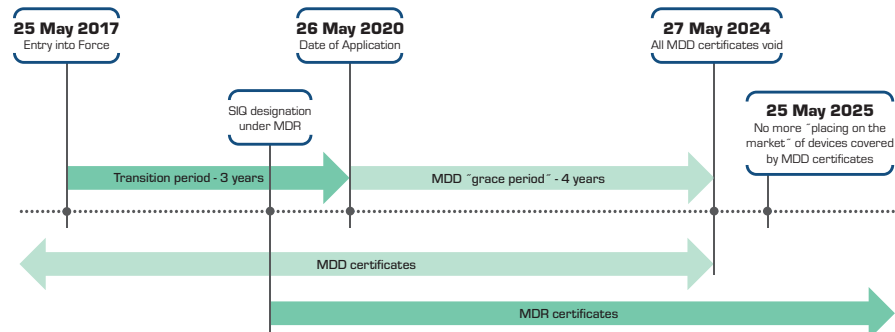 25 May 2017
Entry into Force
26 May 2020
Date of Application
27 May 2024
All MDD certificates void
SIQ designation
under MDR
25 May 2025
No more "placing on the
market" of devices covered
by MDD certificates
Transition period - 3 years
MDD "grace period" - 4 years
MDD certificates
MDR certificates